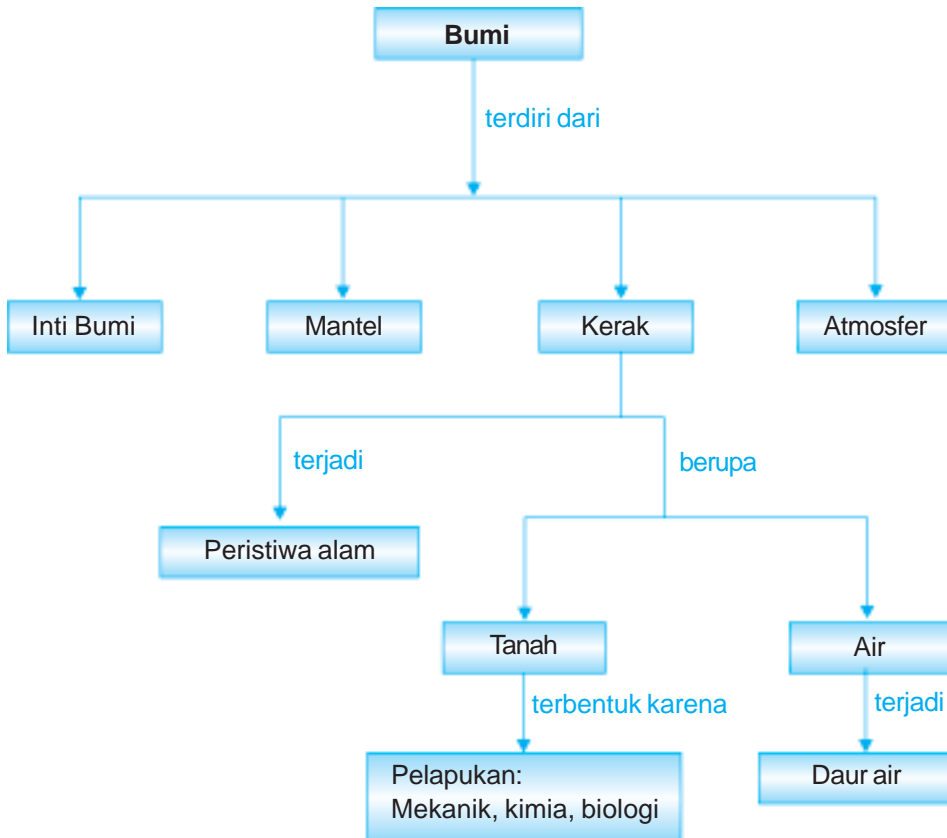 Bumi
terdiri dari
Inti Bumi
Mantel
Kerak
Atmosfer
terjadi
berupa
Peristiwa alam
Tanah
Air
terbentuk karena
terjadi
Pelapukan:
Mekanik, kimia, biologi
Daur air